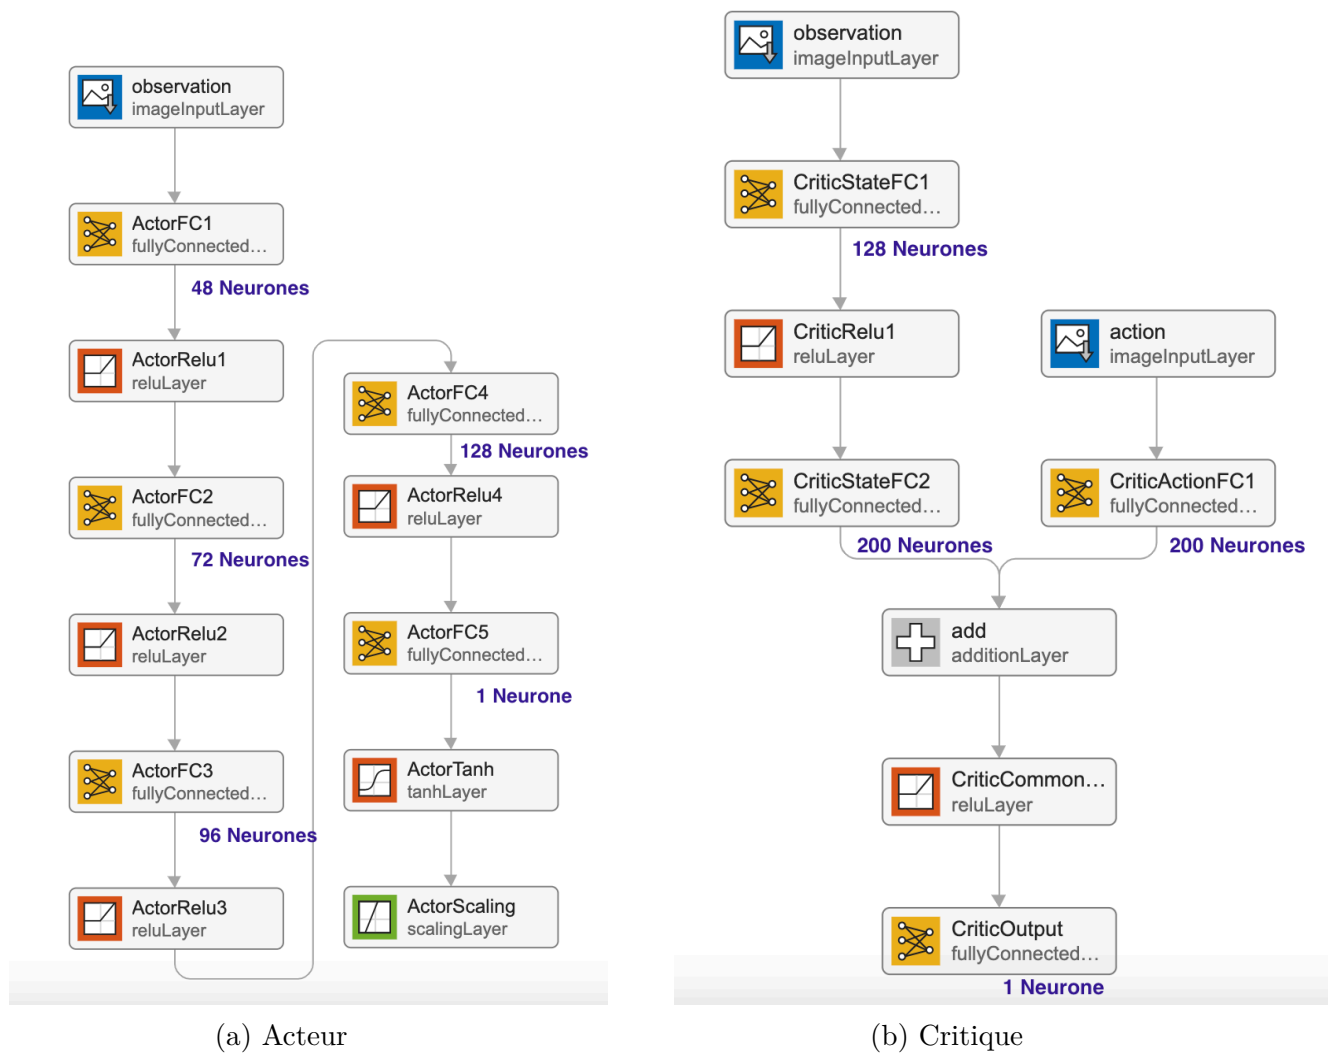 observation
imageInputLayer
ActorFC1
fullyConnected...
48 Neurones
ActorRelu1
reluLayer
ActorFC2
fullyConnected...
72 Neurones
ActorRelu2
reluLayer
ActorFC3
fullyConnected...
96 Neurones
ActorRelu3
reluLayer
ActorFC4
fullyConnected...
128 Neurones
ActorRelu4
reluLayer
ActorFC5
fullyConnected...
1 Neurone
ActorTanh
tanhLayer
ActorScaling
scalingLayer
(a) Acteur
observation
imageInputLayer
CriticStateFC1
fullyConnected...
128 Neurones
CriticRelu1
reluLayer
action
imageInputLayer
CriticStateFC2
fullyConnected...
200 Neurones
CriticActionFC1
fullyConnected...
200 Neurones
add
additionLayer
CriticCommon...
reluLayer
CriticOutput
fullyConnected...
1 Neurone
(b) Critique